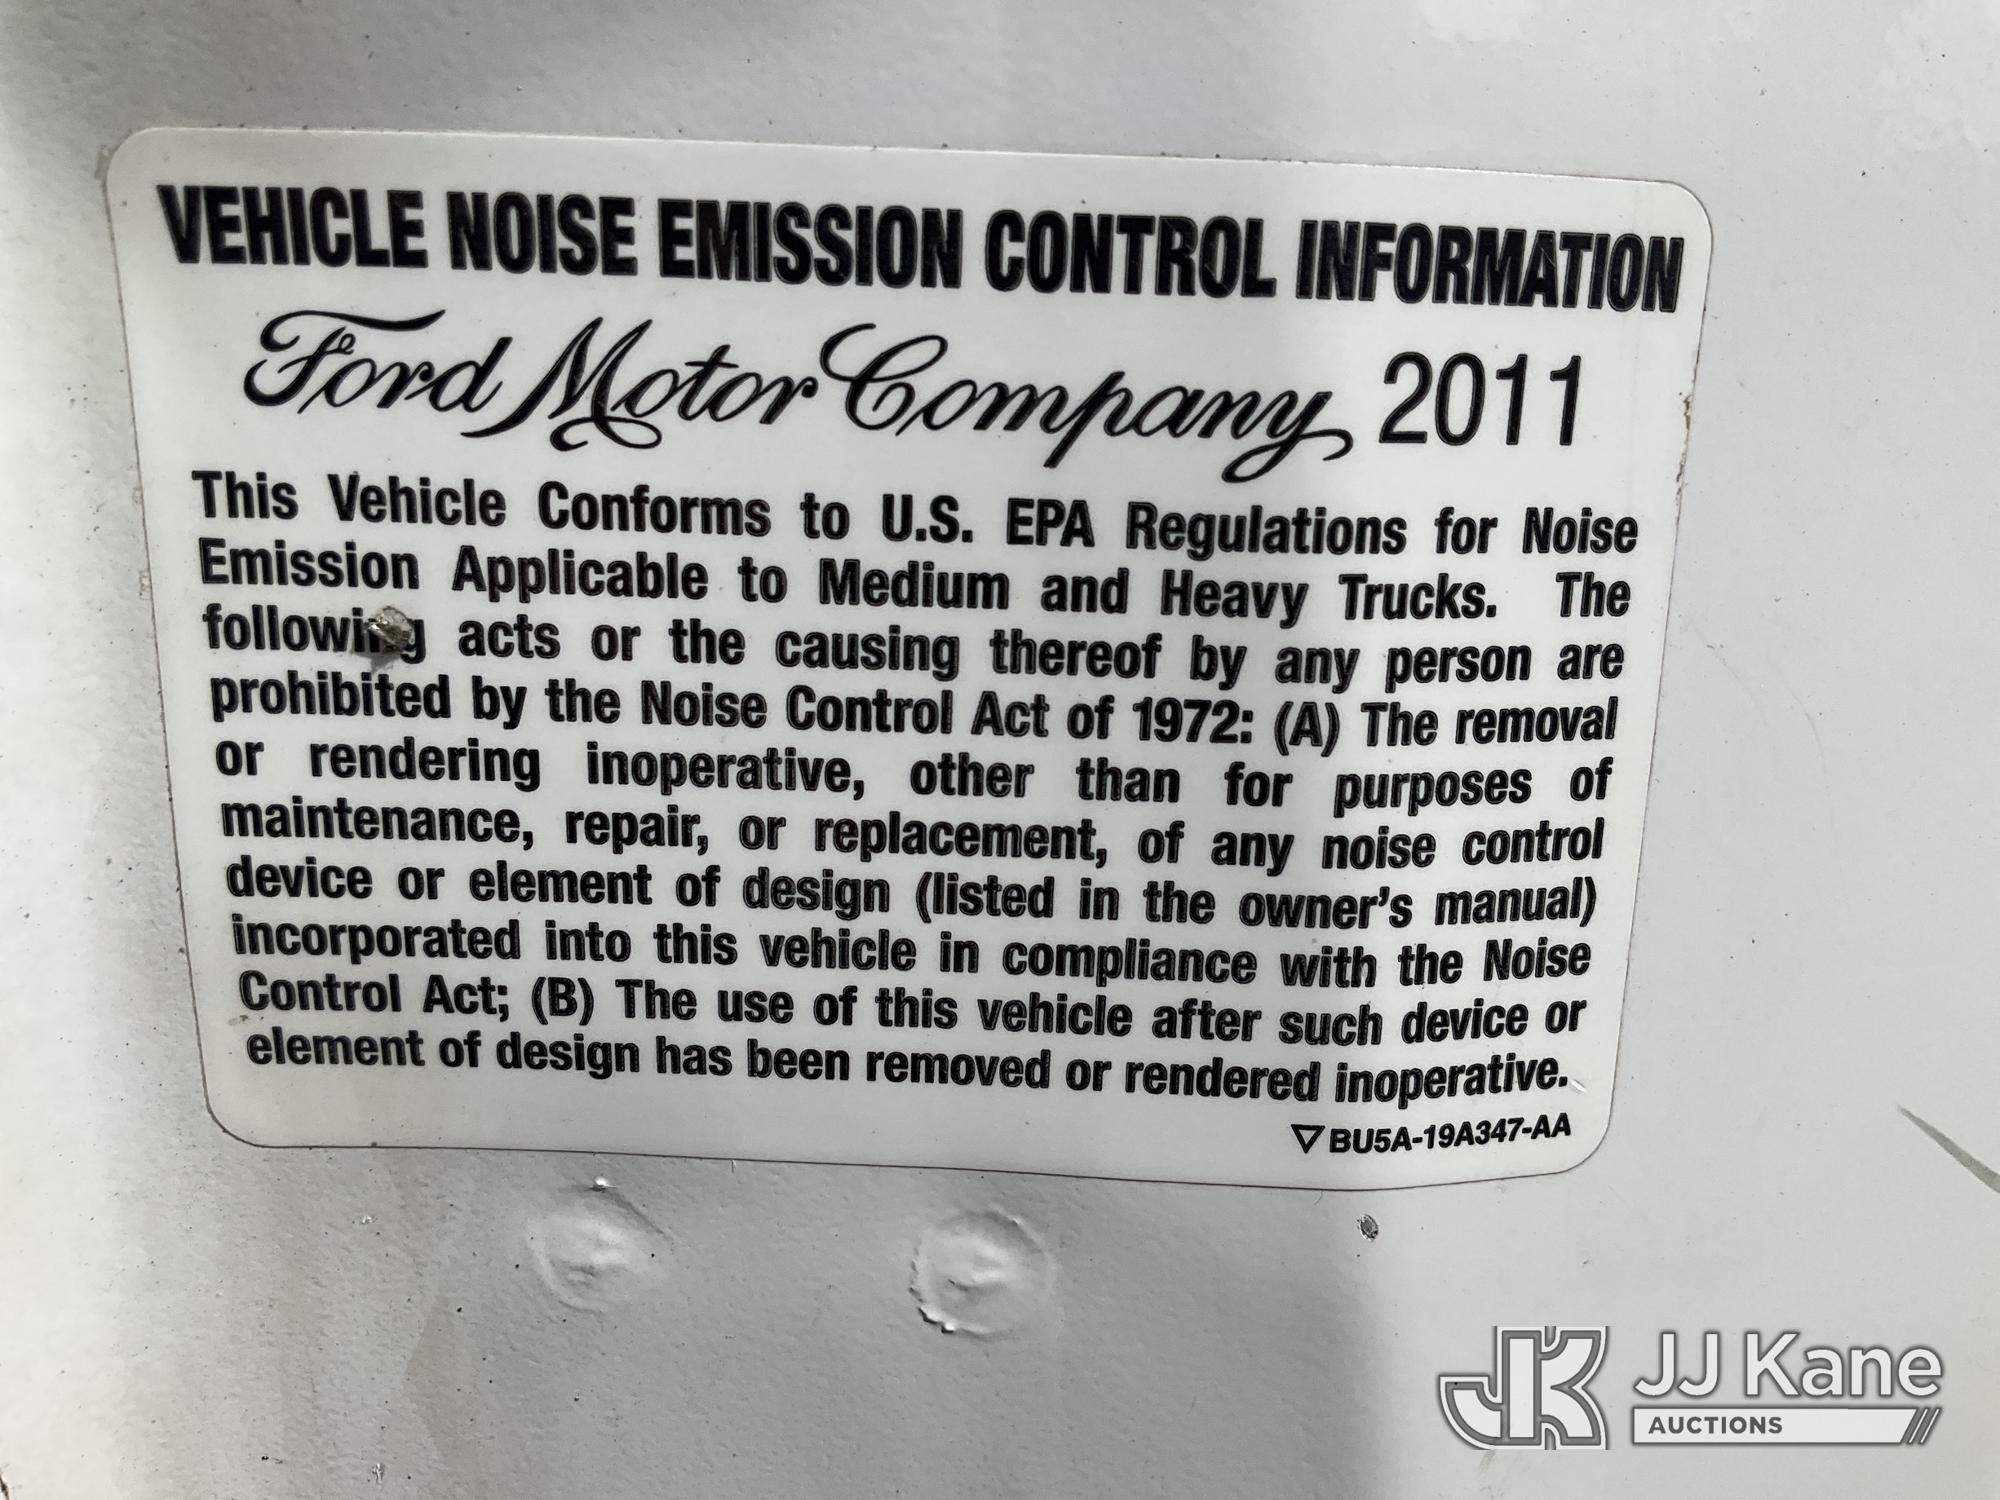 VEHICLE NOISE EMISSION CONTROL INFORMATION
Ford Motor Company 2011
This Vehicle Conforms to U.S. EPA Regulations for Noise
Emission Applicable to Medium and Heavy Trucks. The
following acts or the causing thereof by any person are
prohibited by the Noise Control Act of 1972: (A) The removal
or rendering inoperative, other than for purposes of
maintenance, repair, or replacement, of any noise control
device or element of design (listed in the owner's manual)
incorporated into this vehicle in compliance with the Noise
Control Act; (B) The use of this vehicle after such device or
element of design has been removed or rendered inoperative.
▽ BU5A-19A347-AA
JK JJ Kane
AUCTIONS